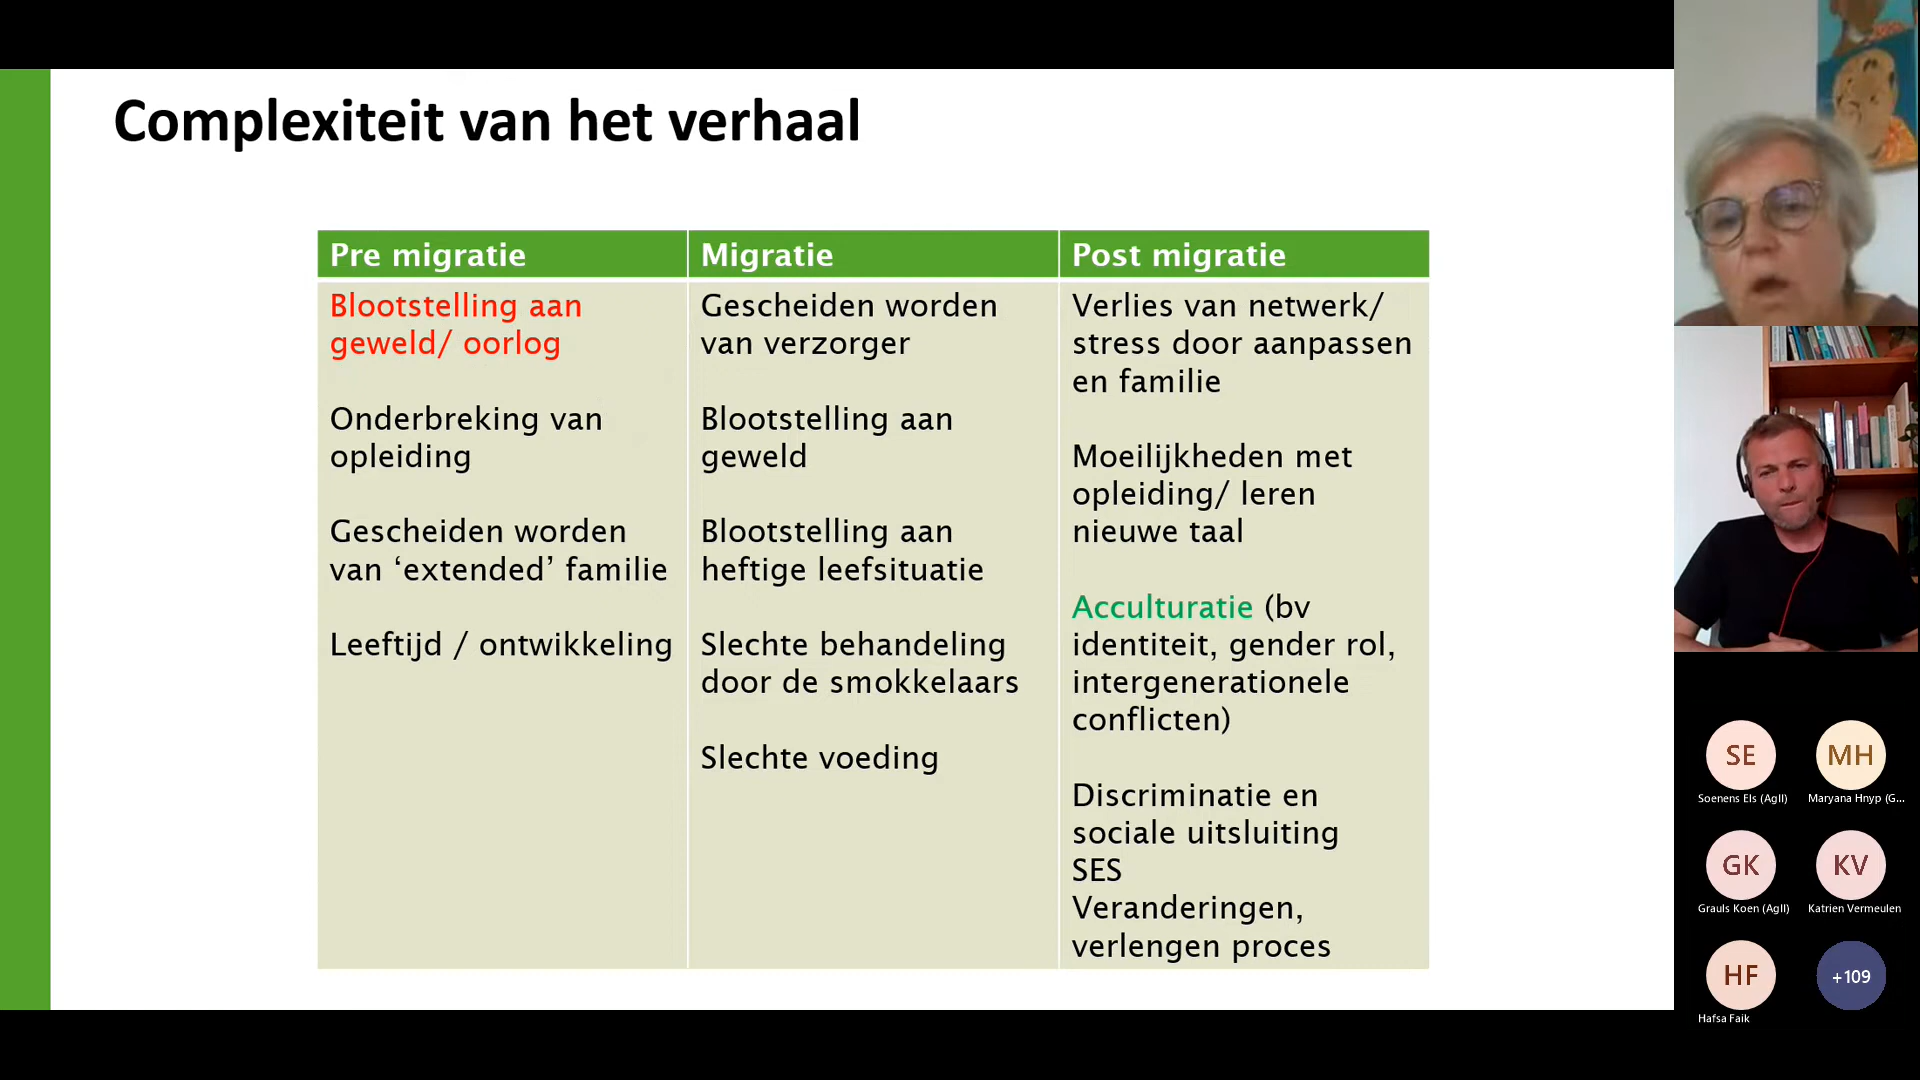 Complexiteit van het verhaal
Pre migratie
Blootstelling aan
geweld/ oorlog
Onderbreking van
opleiding
Gescheiden worden
van ‘extended’ familie
Leeftijd / ontwikkeling
Migratie
Gescheiden worden
van verzorger
Blootstelling aan
geweld
Blootstelling aan
heftige leefsituatie
Slechte behandeling
door de smokkelaars
Slechte voeding
Post migratie
Verlies van netwerk/
stress door aanpassen
en familie
Moeilijkheden met
opleiding/ leren
nieuwe taal
Acculturatie (bv
identiteit, gender rol,
intergenerationele
conflicten)
Discriminatie en
sociale uitsluiting
SES
Veranderingen,
verlengen proces
SE
Soenens Els (AgII)
MH
Maryana Hnyp (G...
GK
Grauls Koen (AgII)
KV
Katrien Vermeulen
HF
Hafsa Faik
+109